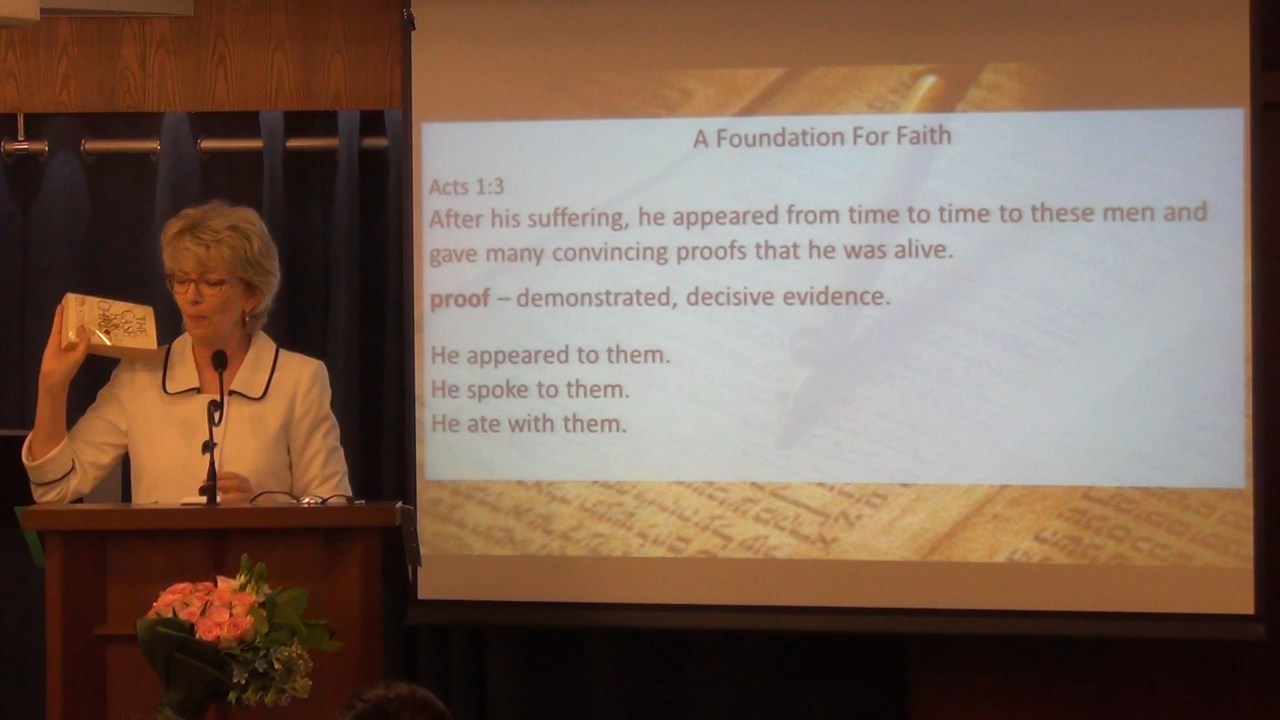 A Foundation For Faith
Acts 1:3
After his suffering, he appeared from time to time to these men and
gave many convincing proofs that he was alive.
proof – demonstrated, decisive evidence.
He appeared to them.
He spoke to them.
He ate with them.
THE
CASE
FOR
CHRIST